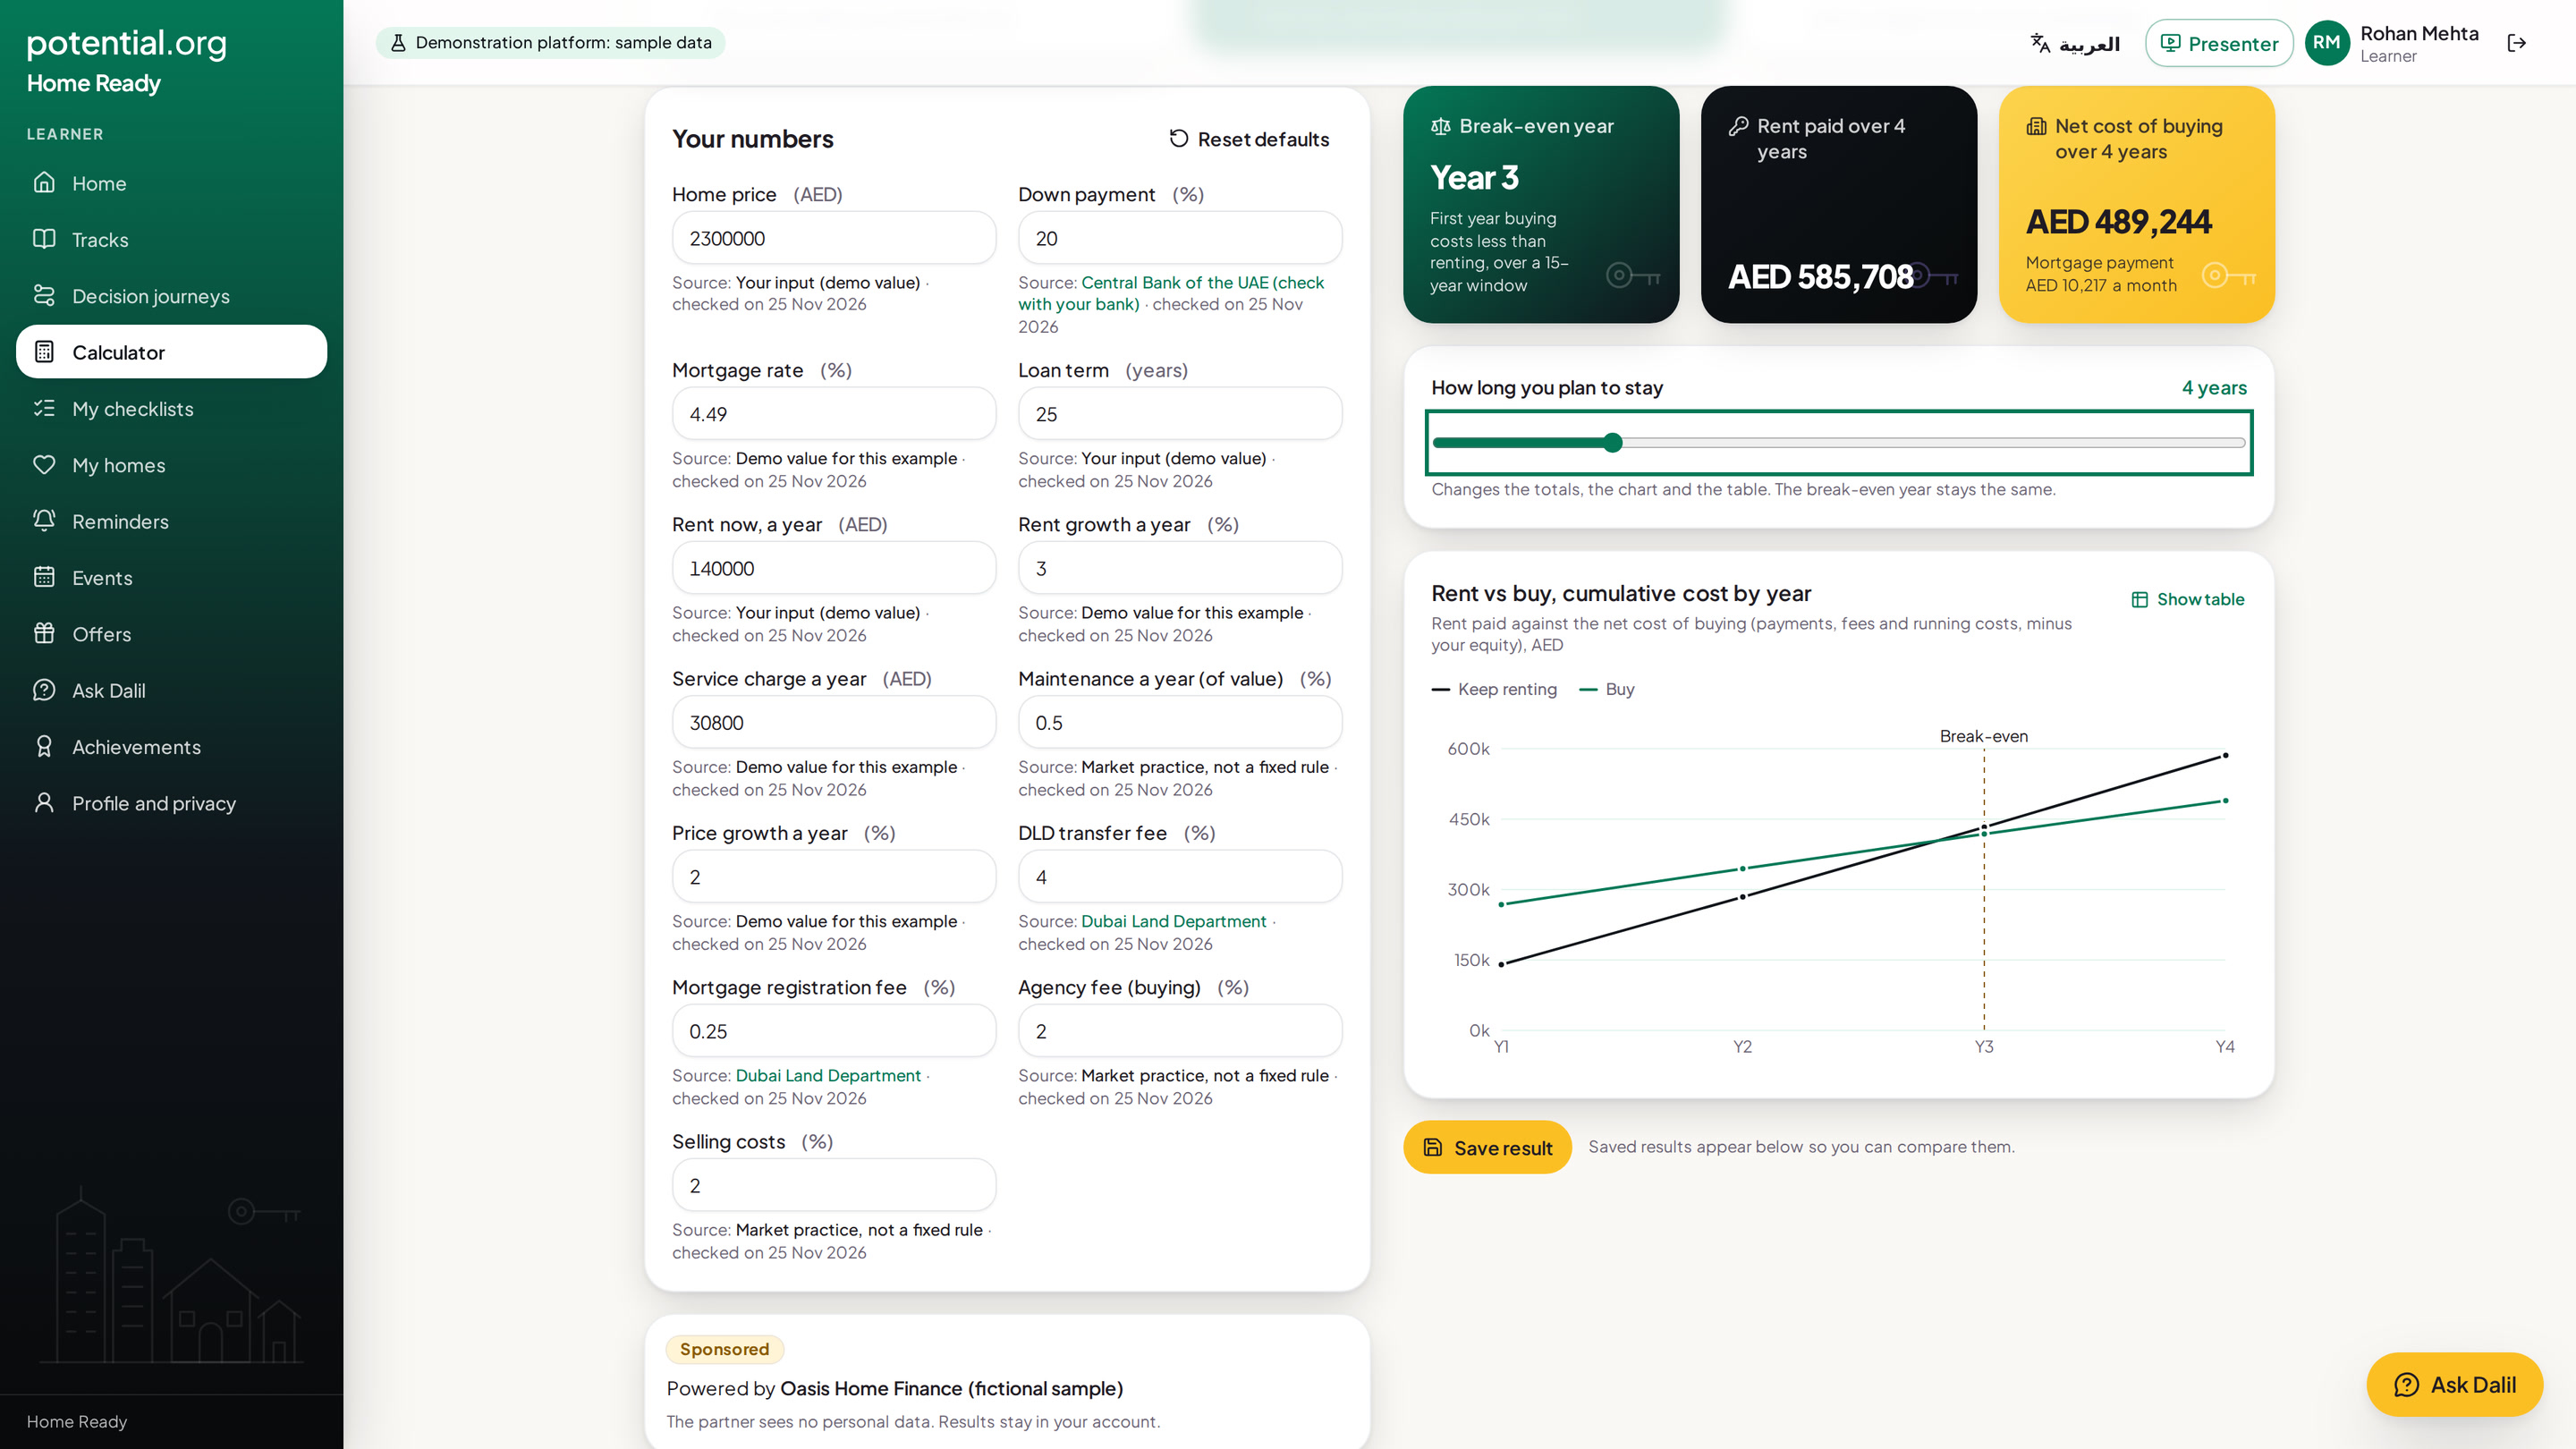 potential.org
Home Ready
LEARNER
Home
Tracks
Decision journeys
Calculator
My checklists
My homes
Reminders
Events
Offers
Ask Dalil
Achievements
Profile and privacy
Home Ready
Demonstration platform: sample data
العربية
Presenter
RM
Rohan Mehta
Learner
Your numbers
Reset defaults
Home price (AED)
2300000
Source: Your input (demo value) ·
checked on 25 Nov 2026
Down payment (%)
20
Source: Central Bank of the UAE (check
with your bank) · checked on 25 Nov
2026
Mortgage rate (%)
4.49
Source: Demo value for this example ·
checked on 25 Nov 2026
Loan term (years)
25
Source: Your input (demo value) ·
checked on 25 Nov 2026
Rent now, a year (AED)
140000
Source: Your input (demo value) ·
checked on 25 Nov 2026
Rent growth a year (%)
3
Source: Demo value for this example ·
checked on 25 Nov 2026
Service charge a year (AED)
30800
Source: Demo value for this example ·
checked on 25 Nov 2026
Maintenance a year (of value) (%)
0.5
Source: Market practice, not a fixed rule ·
checked on 25 Nov 2026
Price growth a year (%)
2
Source: Demo value for this example ·
checked on 25 Nov 2026
DLD transfer fee (%)
4
Source: Dubai Land Department ·
checked on 25 Nov 2026
Mortgage registration fee (%)
0.25
Source: Dubai Land Department ·
checked on 25 Nov 2026
Agency fee (buying) (%)
2
Source: Market practice, not a fixed rule ·
checked on 25 Nov 2026
Selling costs (%)
2
Source: Market practice, not a fixed rule ·
checked on 25 Nov 2026
Sponsored
Powered by Oasis Home Finance (fictional sample)
The partner sees no personal data. Results stay in your account.
Break-even year
Year 3
First year buying
costs less than
renting, over a 15-
year window
Rent paid over 4
years
AED 585,708
Net cost of buying
over 4 years
AED 489,244
Mortgage payment
AED 10,217 a month
How long you plan to stay
4 years
Changes the totals, the chart and the table. The break-even year stays the same.
Rent vs buy, cumulative cost by year
Show table
Rent paid against the net cost of buying (payments, fees and running costs, minus
your equity), AED
Keep renting
Buy
Break-even
600k
450k
300k
150k
0k
Y1
Y2
Y3
Y4
Save result
Saved results appear below so you can compare them.
Ask Dalil